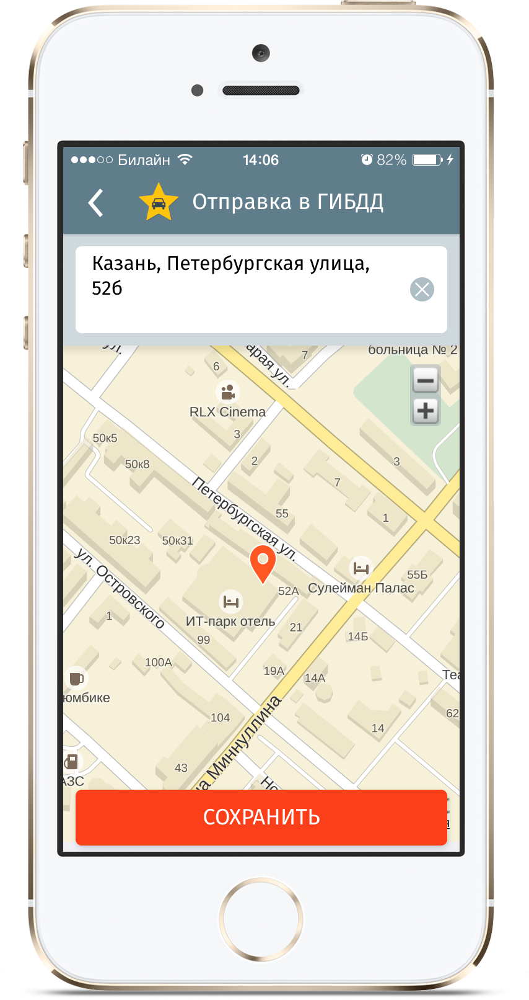 Билайн 14:06 82%
Отправка в ГИБДД
Казань, Петербургская улица,
52б
ул.
арая ул.
7
больница № 2
6
RLX Cinema
3
50к5
2
3
50к8
7
Петербургская ул.
55
1
50к23
50к31
ул. Островского
52А
Сулейман Палас
55Б
ИТ-парк отель
1
21
99
14Б
100А
19А
14А
Теа
юмбике
104
62
14
43
АЗС
на Миннуллина
Но
СОХРАНИТЬ